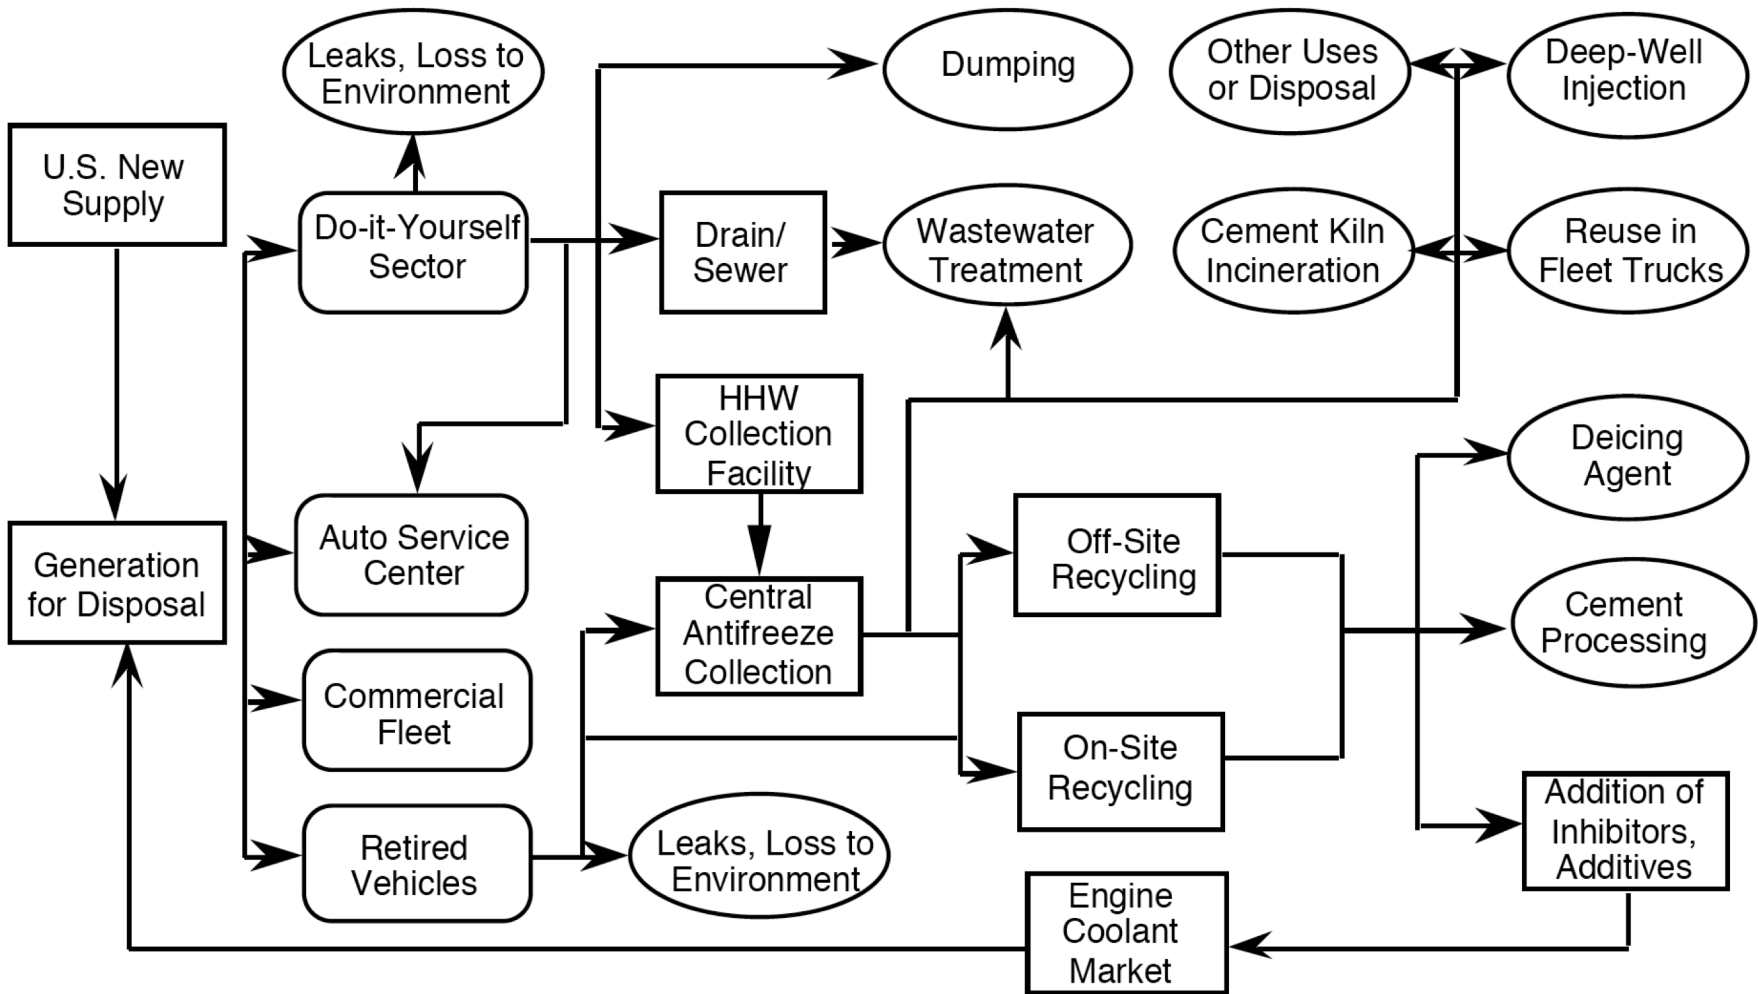 Leaks, Loss to
Environment
Dumping
Other Uses
or Disposal
Deep-Well
Injection
U.S. New
Supply
Do-it-Yourself
Sector
Drain/
Sewer
Wastewater
Treatment
Cement Kiln
Incineration
Reuse in
Fleet Trucks
HHW
Collection
Facility
Deicing
Agent
Generation
for Disposal
Auto Service
Center
Central
Antifreeze
Collection
Off-Site
Recycling
Cement
Processing
Commercial
Fleet
On-Site
Recycling
Addition of
Inhibitors,
Additives
Retired
Vehicles
Leaks, Loss to
Environment
Engine
Coolant
Market